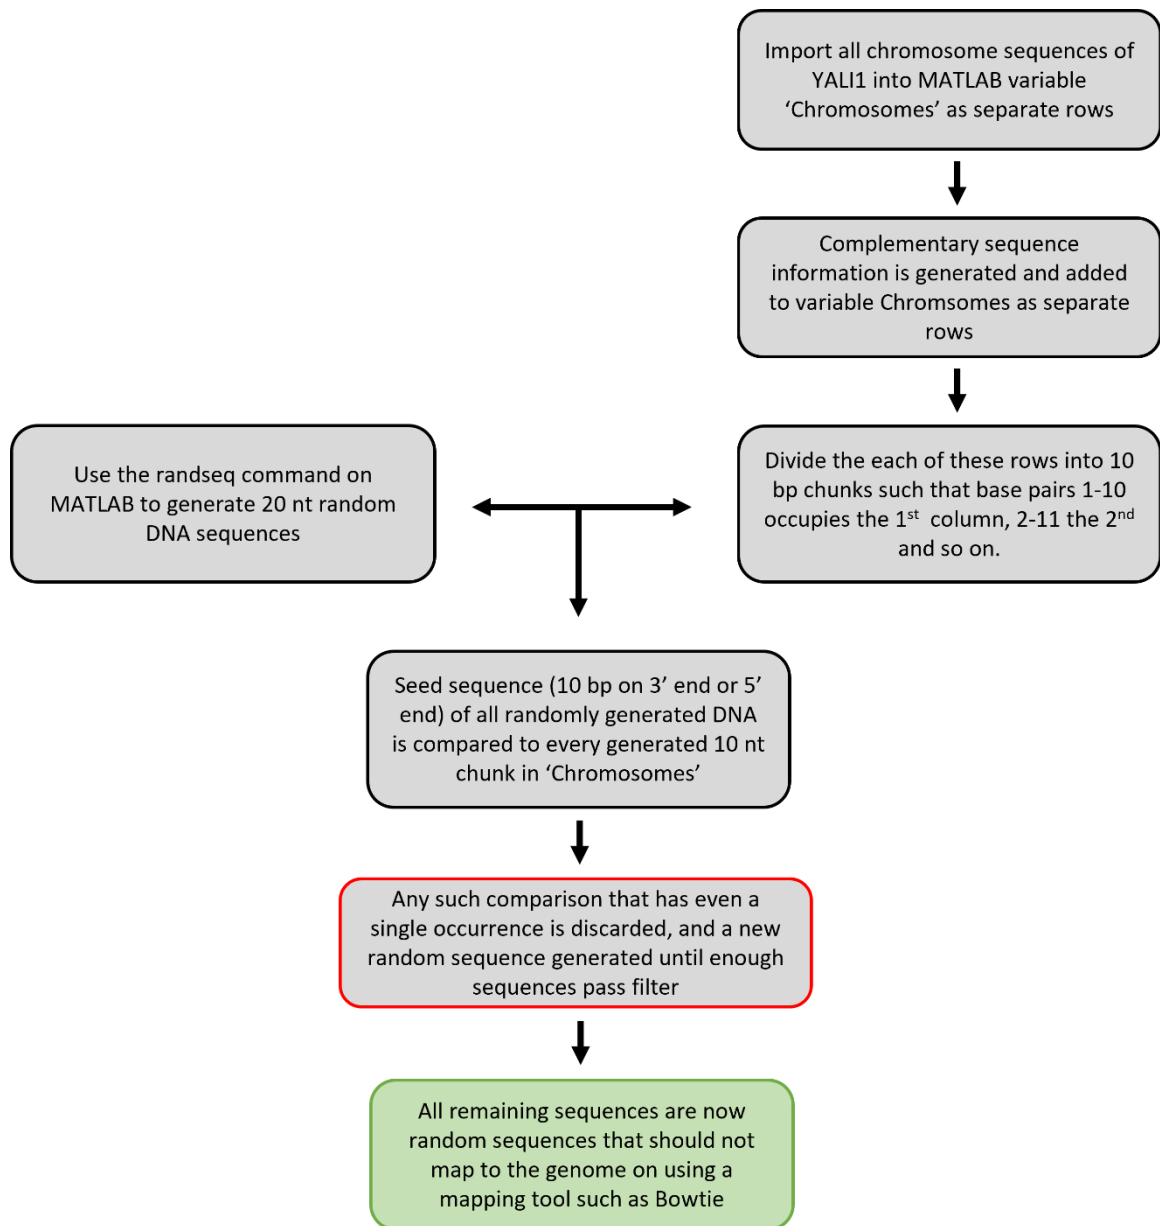 Import all chromosome sequences of
YALI1 into MATLAB variable
‘Chromosomes’ as separate rows
Complementary sequence
information is generated and added
to variable Chromsomes as separate
rows
Use the randseq command on
MATLAB to generate 20 nt random
DNA sequences
Divide the each of these rows into 10
bp chunks such that base pairs 1-10
occupies the 1st column, 2-11 the 2nd
and so on.
Seed sequence (10 bp on 3’ end or 5’
end) of all randomly generated DNA
is compared to every generated 10 nt
chunk in ‘Chromosomes’
Any such comparison that has even a
single occurrence is discarded, and a new
random sequence generated until enough
sequences pass filter
All remaining sequences are now
random sequences that should not
map to the genome on using a
mapping tool such as Bowtie